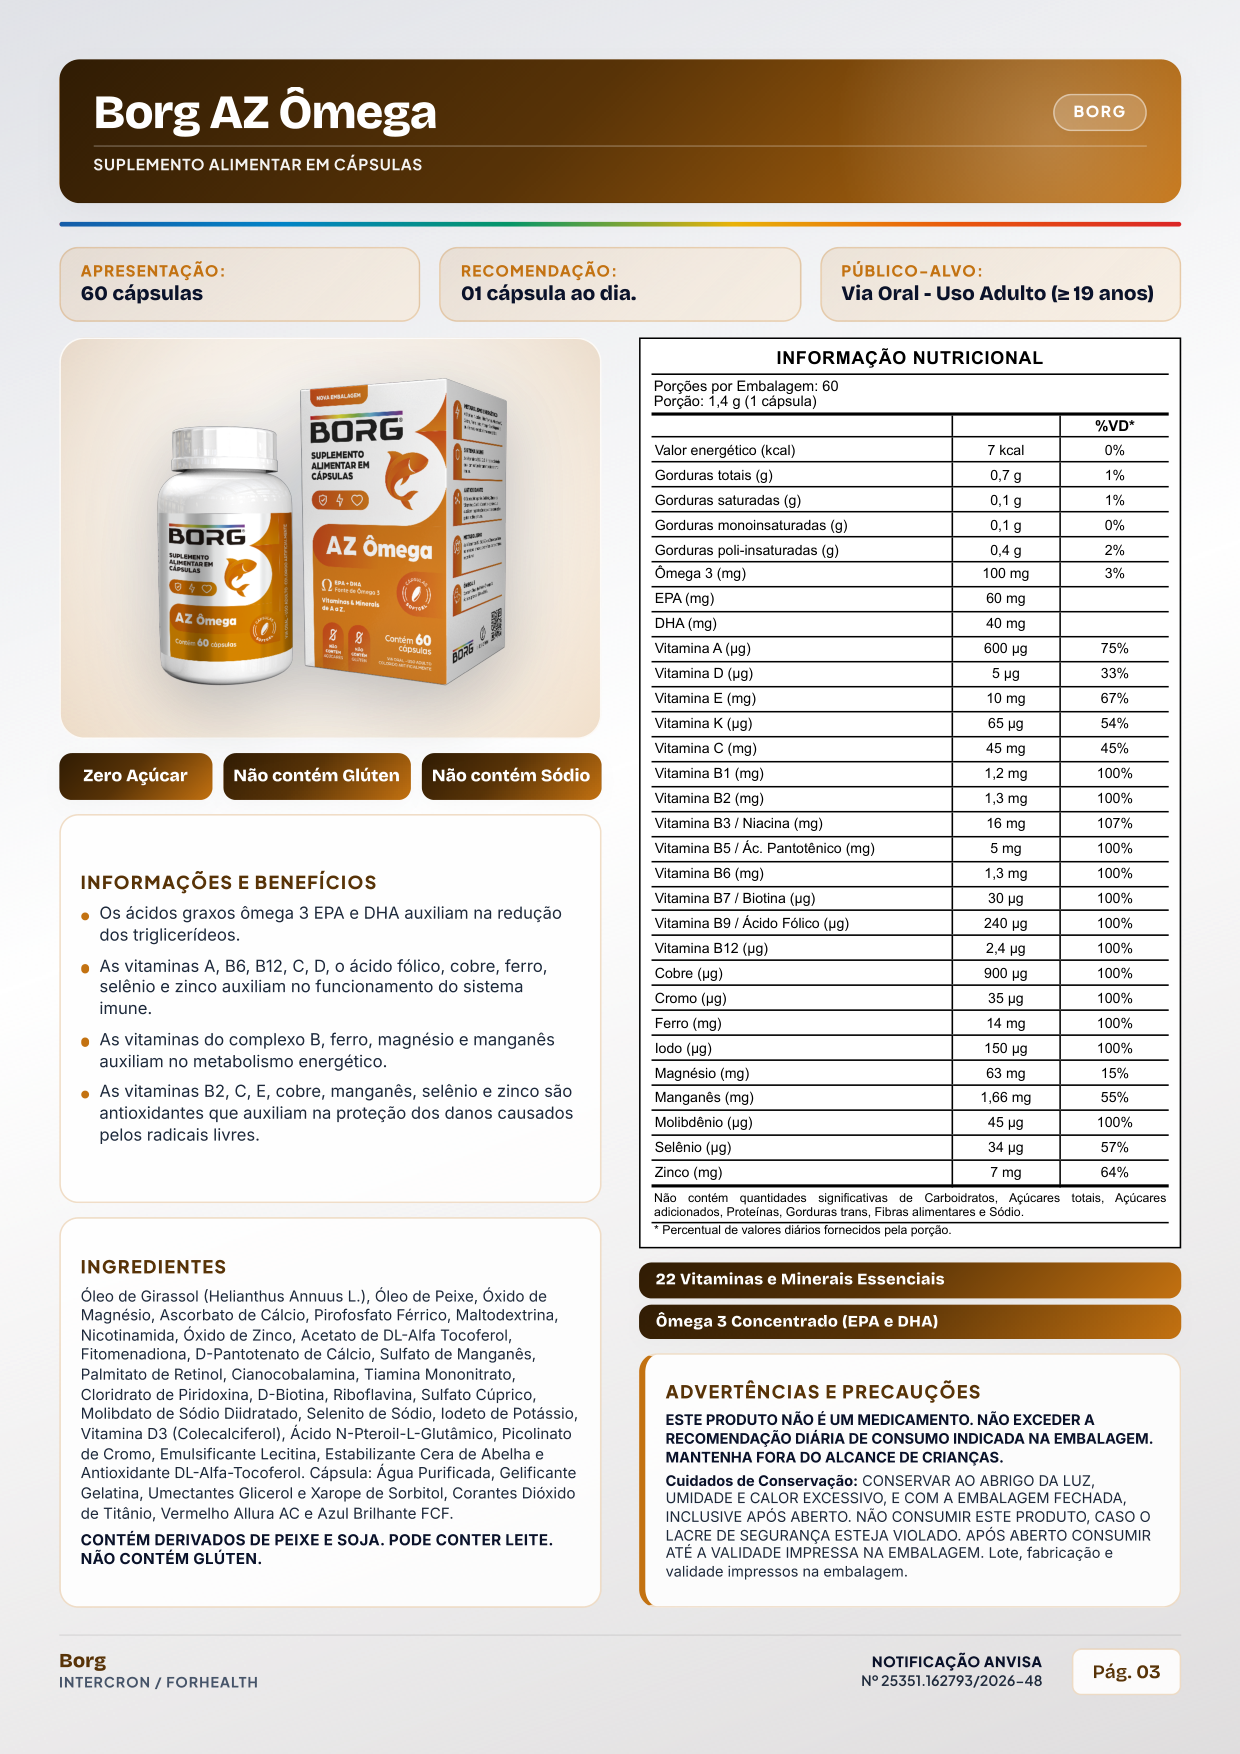 Borg AZ Ômega
BORG
SUPLEMENTO ALIMENTAR EM CÁPSULAS
APRESENTAÇÃO:
60 cápsulas
RECOMENDAÇÃO:
01 cápsula ao dia.
PÚBLICO-ALVO:
Via Oral - Uso Adulto (≥ 19 anos)
NOVA EMBALAGEM
BORG
SUPLEMENTO
ALIMENTAR EM
CÁPSULAS
AZ Ômega
EPA + DHA
Fonte de Ômega 3
Vitaminas & Minerais
de A a Z.
Contém 60
cápsulas
BORG
BORG
SUPLEMENTO
ALIMENTAR EM
CÁPSULAS
AZ Ômega
Contém 60 cápsulas
Zero Açúcar
Não contém Glúten
Não contém Sódio
INFORMAÇÕES E BENEFÍCIOS
Os ácidos graxos ômega 3 EPA e DHA auxiliam na redução
dos triglicerídeos.
As vitaminas A, B6, B12, C, D, o ácido fólico, cobre, ferro,
selênio e zinco auxiliam no funcionamento do sistema
imune.
As vitaminas do complexo B, ferro, magnésio e manganês
auxiliam no metabolismo energético.
As vitaminas B2, C, E, cobre, manganês, selênio e zinco são
antioxidantes que auxiliam na proteção dos danos causados
pelos radicais livres.
INGREDIENTES
Óleo de Girassol (Helianthus Annuus L.), Óleo de Peixe, Óxido de
Magnésio, Ascorbato de Cálcio, Pirofosfato Férrico, Maltodextrina,
Nicotinamida, Óxido de Zinco, Acetato de DL-Alfa Tocoferol,
Fitomenadiona, D-Pantotenato de Cálcio, Sulfato de Manganês,
Palmitato de Retinol, Cianocobalamina, Tiamina Mononitrato,
Cloridrato de Piridoxina, D-Biotina, Riboflavina, Sulfato Cúprico,
Molibdato de Sódio Diidratado, Selenito de Sódio, Iodeto de Potássio,
Vitamina D3 (Colecalciferol), Ácido N-Pteroil-L-Glutâmico, Picolinato
de Cromo, Emulsificante Lecitina, Estabilizante Cera de Abelha e
Antioxidante DL-Alfa-Tocoferol. Cápsula: Água Purificada, Gelificante
Gelatina, Umectantes Glicerol e Xarope de Sorbitol, Corantes Dióxido
de Titânio, Vermelho Allura AC e Azul Brilhante FCF.
CONTÉM DERIVADOS DE PEIXE E SOJA. PODE CONTER LEITE.
NÃO CONTÉM GLÚTEN.
INFORMAÇÃO NUTRICIONAL
Porções por Embalagem: 60
Porção: 1,4 g (1 cápsula)
%VD*
Valor energético (kcal) 7 kcal 0%
Gorduras totais (g) 0,7 g 1%
Gorduras saturadas (g) 0,1 g 1%
Gorduras monoinsaturadas (g) 0,1 g 0%
Gorduras poli-insaturadas (g) 0,4 g 2%
Ômega 3 (mg) 100 mg 3%
EPA (mg) 60 mg
DHA (mg) 40 mg
Vitamina A (µg) 600 µg 75%
Vitamina D (µg) 5 µg 33%
Vitamina E (mg) 10 mg 67%
Vitamina K (µg) 65 µg 54%
Vitamina C (mg) 45 mg 45%
Vitamina B1 (mg) 1,2 mg 100%
Vitamina B2 (mg) 1,3 mg 100%
Vitamina B3 / Niacina (mg) 16 mg 107%
Vitamina B5 / Ác. Pantotênico (mg) 5 mg 100%
Vitamina B6 (mg) 1,3 mg 100%
Vitamina B7 / Biotina (µg) 30 µg 100%
Vitamina B9 / Ácido Fólico (µg) 240 µg 100%
Vitamina B12 (µg) 2,4 µg 100%
Cobre (µg) 900 µg 100%
Cromo (µg) 35 µg 100%
Ferro (mg) 14 mg 100%
Iodo (µg) 150 µg 100%
Magnésio (mg) 63 mg 15%
Manganês (mg) 1,66 mg 55%
Molibdênio (µg) 45 µg 100%
Selênio (µg) 34 µg 57%
Zinco (mg) 7 mg 64%
Não contém quantidades significativas de Carboidratos, Açúcares totais, Açúcares
adicionados, Proteínas, Gorduras trans, Fibras alimentares e Sódio.
* Percentual de valores diários fornecidos pela porção.
22 Vitaminas e Minerais Essenciais
Ômega 3 Concentrado (EPA e DHA)
ADVERTÊNCIAS E PRECAUÇÕES
ESTE PRODUTO NÃO É UM MEDICAMENTO. NÃO EXCEDER A
RECOMENDAÇÃO DIÁRIA DE CONSUMO INDICADA NA EMBALAGEM.
MANTENHA FORA DO ALCANCE DE CRIANÇAS.
Cuidados de Conservação: CONSERVAR AO ABRIGO DA LUZ,
UMIDADE E CALOR EXCESSIVO, E COM A EMBALAGEM FECHADA,
INCLUSIVE APÓS ABERTO. NÃO CONSUMIR ESTE PRODUTO, CASO O
LACRE DE SEGURANÇA ESTEJA VIOLADO. APÓS ABERTO CONSUMIR
ATÉ A VALIDADE IMPRESSA NA EMBALAGEM. Lote, fabricação e
validade impressos na embalagem.
Borg
INTERCRON / FORHEALTH
NOTIFICAÇÃO ANVISA
Nº 25351.162793/2026-48
Pág. 03